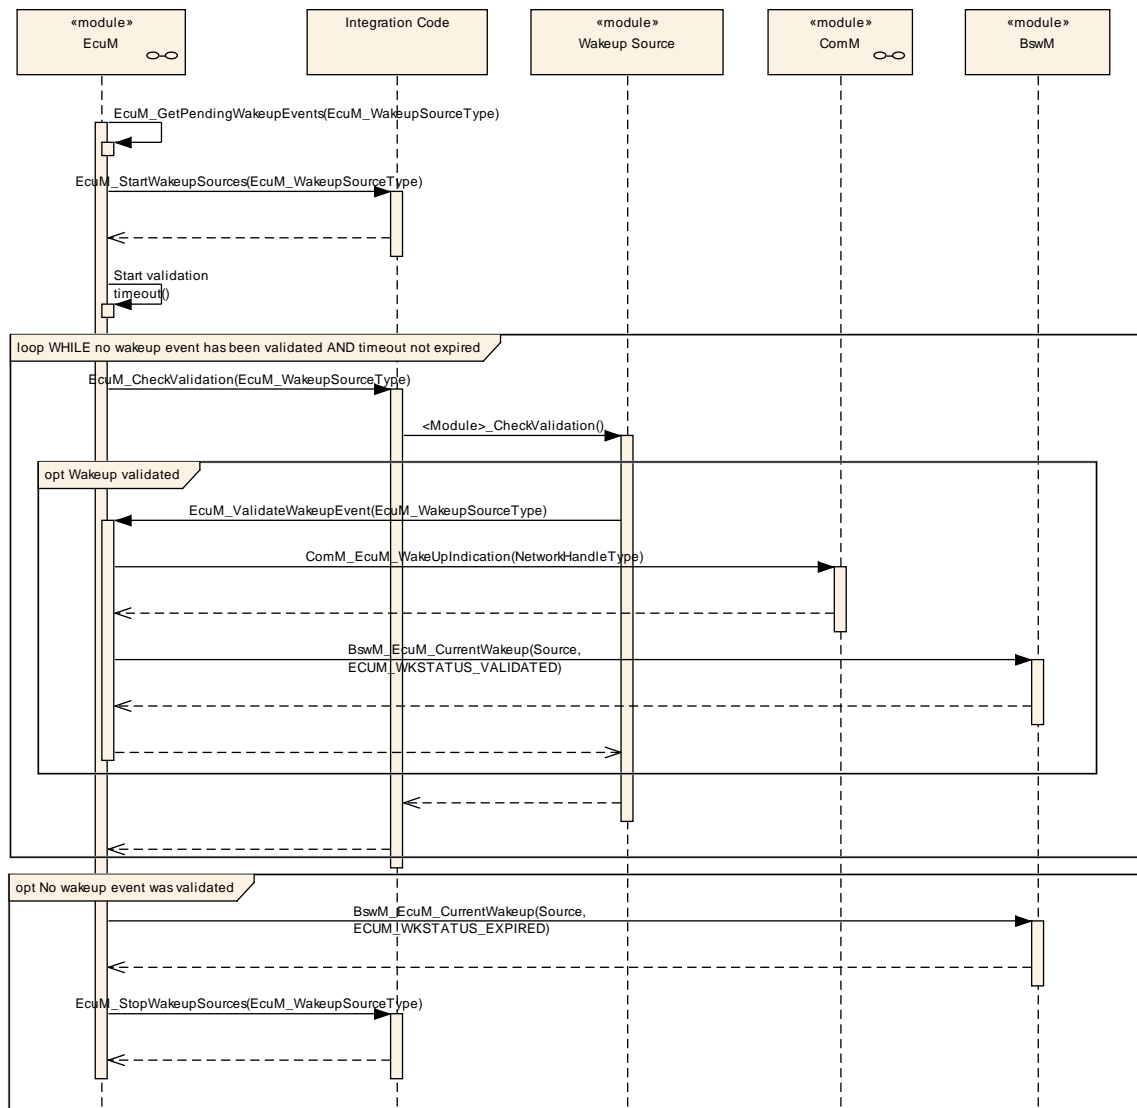 «module»
EcuM
Integration Code
«module»
Wakeup Source
«module»
ComM
«module»
BswM
EcuM_GetPendingWakeupEvents(EcuM_WakeupSourceType)
EcuM_StartWakeupSources(EcuM_WakeupSourceType)
Start validation
timeout()
loop WHILE no wakeup event has been validated AND timeout not expired
EcuM_CheckValidation(EcuM_WakeupSourceType)
<Module>_CheckValidation()
opt Wakeup validated
EcuM_ValidateWakeupEvent(EcuM_WakeupSourceType)
ComM_EcuM_WakeUpIndication(NetworkHandleType)
BswM_EcuM_CurrentWakeup(Source,
ECUM_WKSTATUS_VALIDATED)
opt No wakeup event was validated
BswM_EcuM_CurrentWakeup(Source,
ECUM_WKSTATUS_EXPIRED)
EcuM_StopWakeupSources(EcuM_WakeupSourceType)